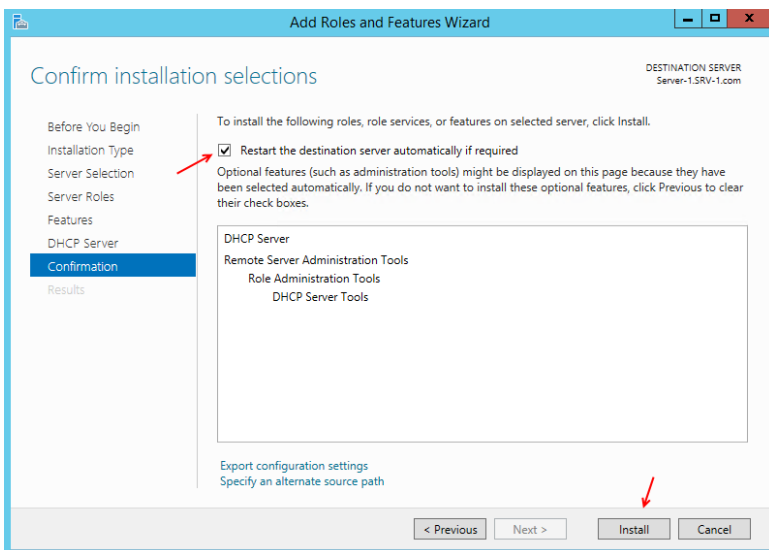 Add Roles and Features Wizard
Confirm installation selections
DESTINATION SERVER
Server-1.SRV-1.com
Before You Begin
Installation Type
Server Selection
Server Roles
Features
DHCP Server
Confirmation
Results
To install the following roles, role services, or features on selected server, click Install.
Restart the destination server automatically if required
Optional features (such as administration tools) might be displayed on this page because they have
been selected automatically. If you do not want to install these optional features, click Previous to clear
their check boxes.
DHCP Server
Remote Server Administration Tools
Role Administration Tools
DHCP Server Tools
Export configuration settings
Specify an alternate source path
< Previous
Next >
Install
Cancel